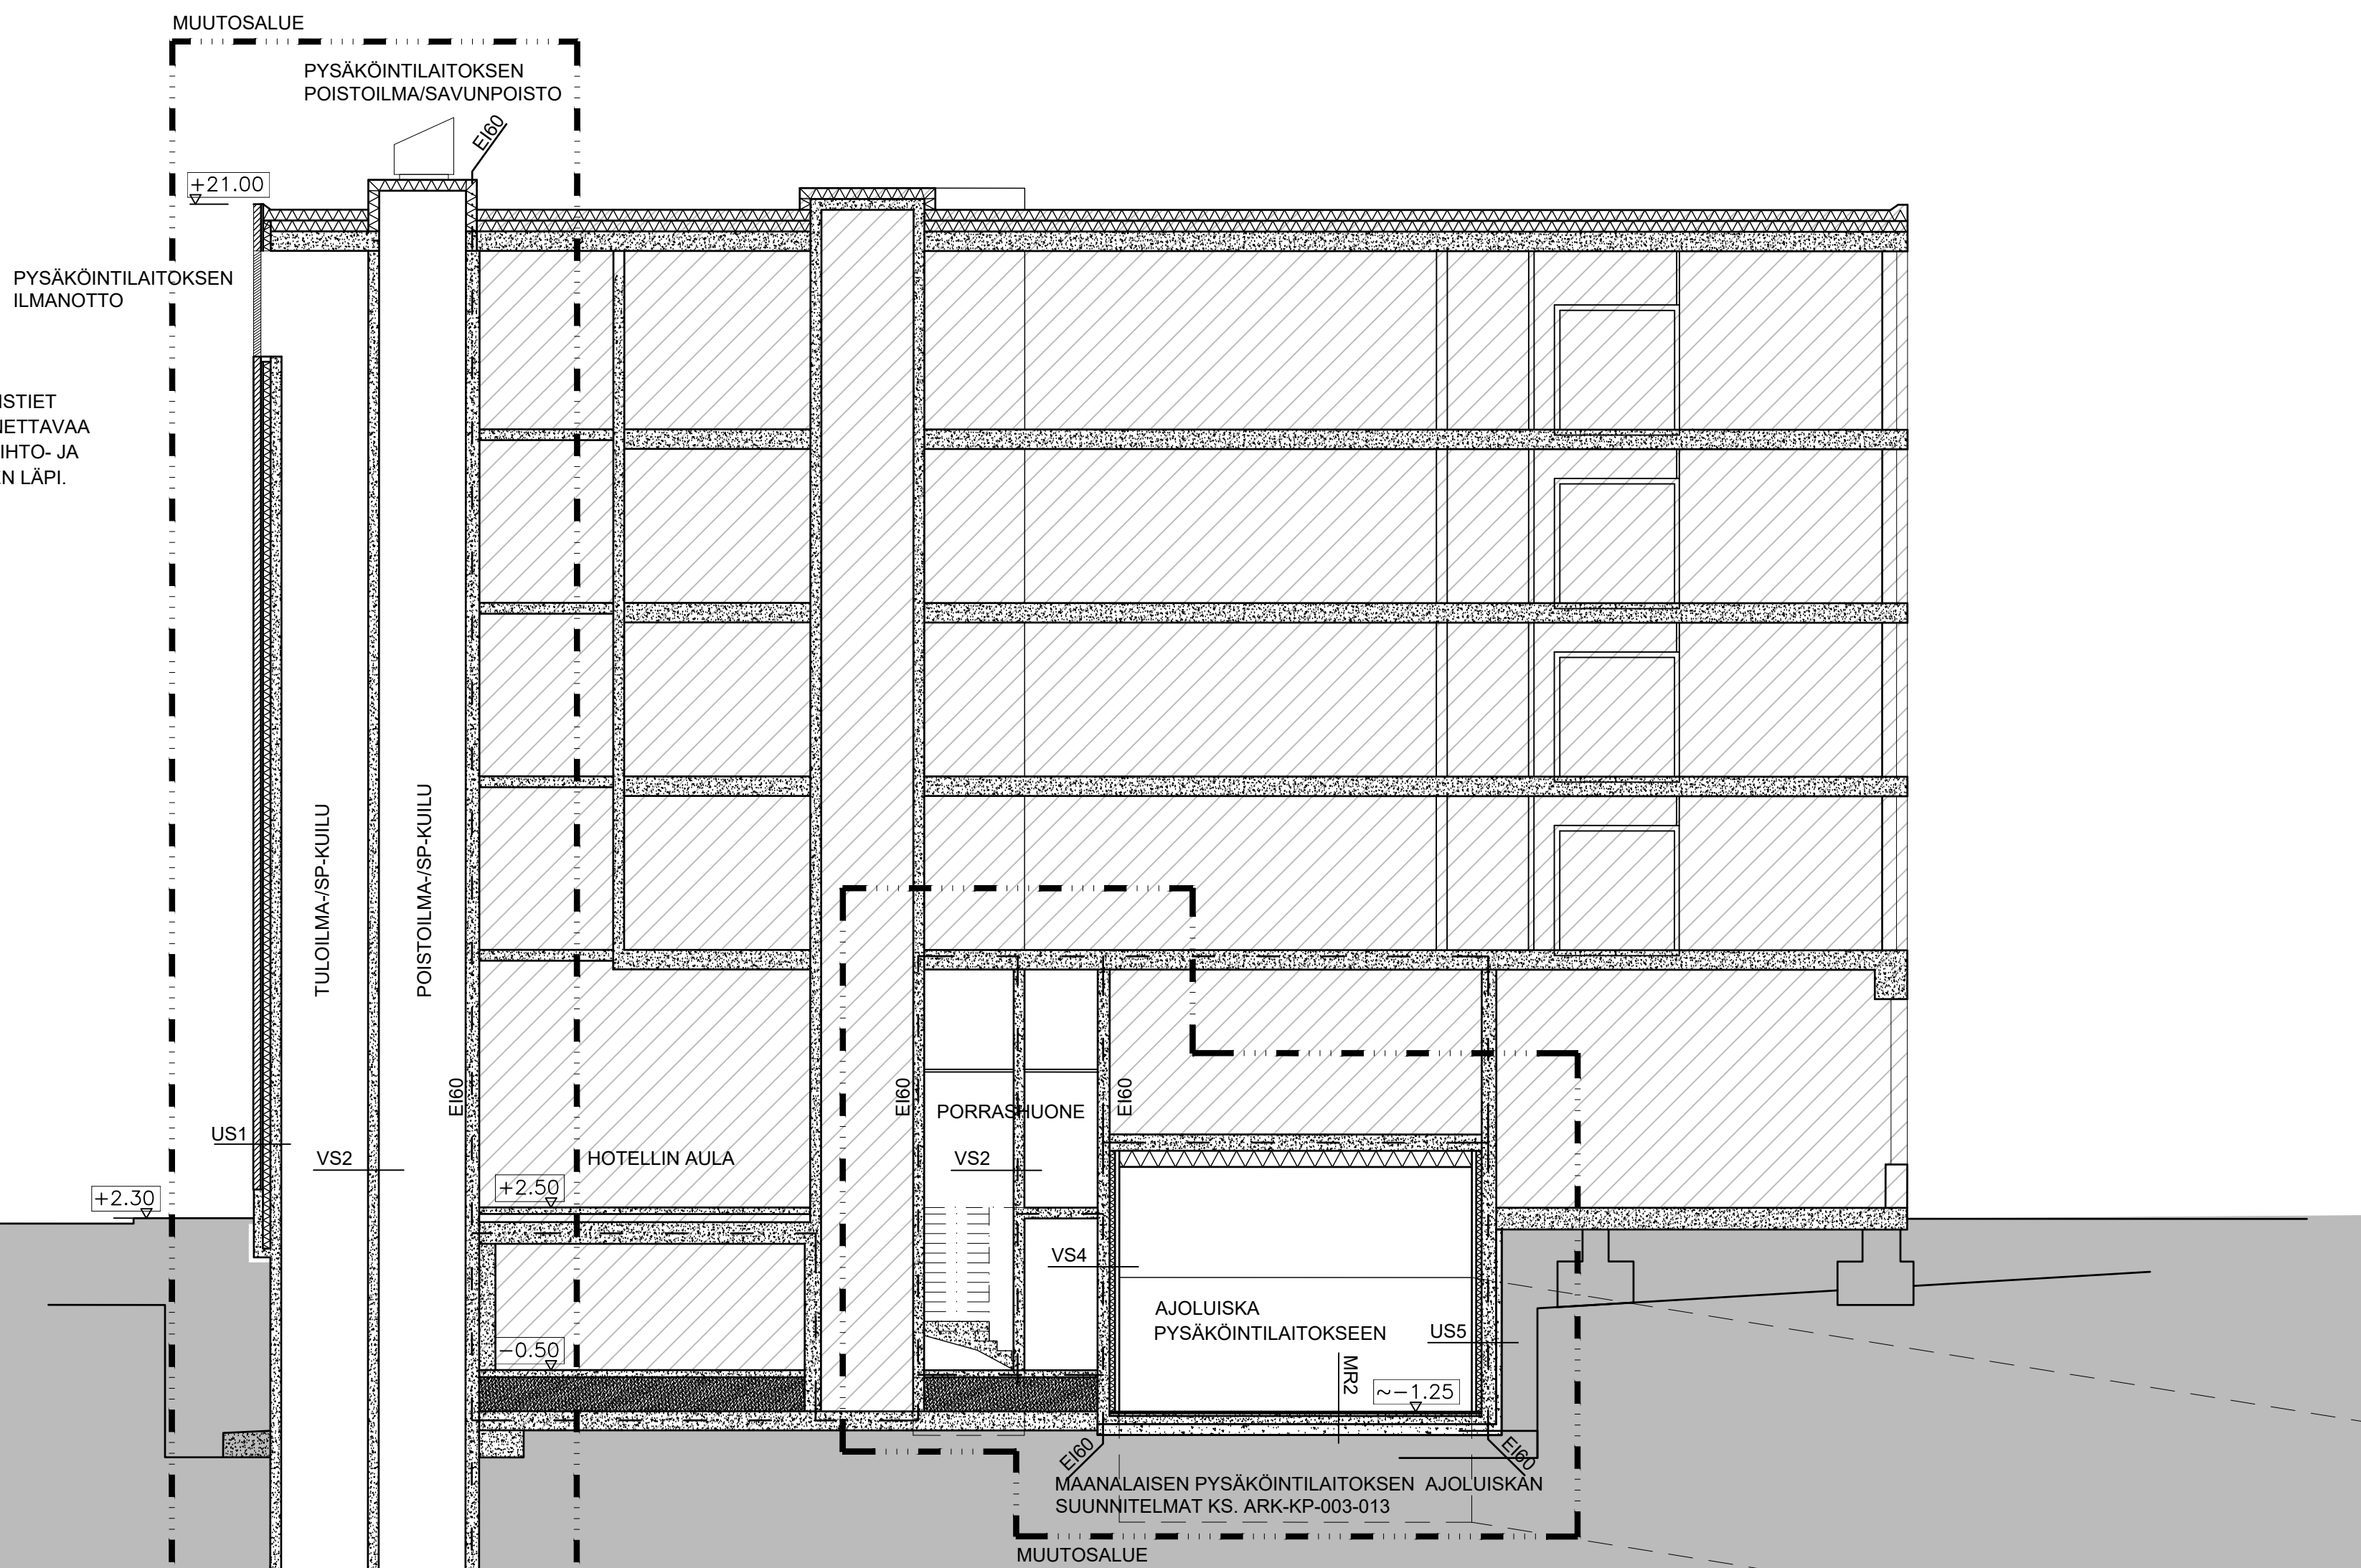 MUUTOSALUE
PYSÄKÖINTILAITOKSEN
POISTOILMA/SAVUNPOISTO
EI60
+21.00
PYSÄKÖINTILAITOKSEN
ILMANOTTO
ISTIET
NETTAVAA
IHTO- JA
EN LÄPI.
TULOILMA-/SP-KUILU
POISTOILMA-/SP-KUILU
EI60
EI60
EI60
PORRASHUONE
US1
VS2
HOTELLIN AULA
VS2
+2.30
+2.50
VS4
AJOLUISKA
PYSÄKÖINTILAITOKSEEN
US5
-0.50
MR2
~-1.25
EI60
EI60
MAANALAISEN PYSÄKÖINTILAITOKSEN AJOLUISKAN
SUUNNITELMAT KS. ARK-KP-003-013
MUUTOSALUE